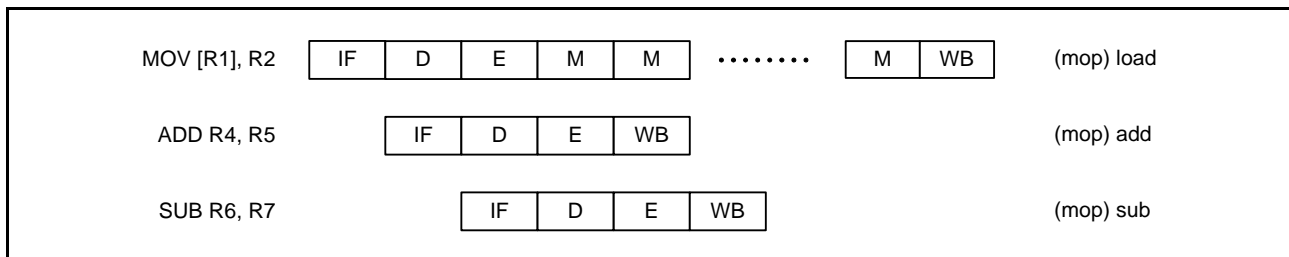 MOV [R1], R2 IF D E M M ········ M WB (mop) load
ADD R4, R5 IF D E WB (mop) add
SUB R6, R7 IF D E WB (mop) sub